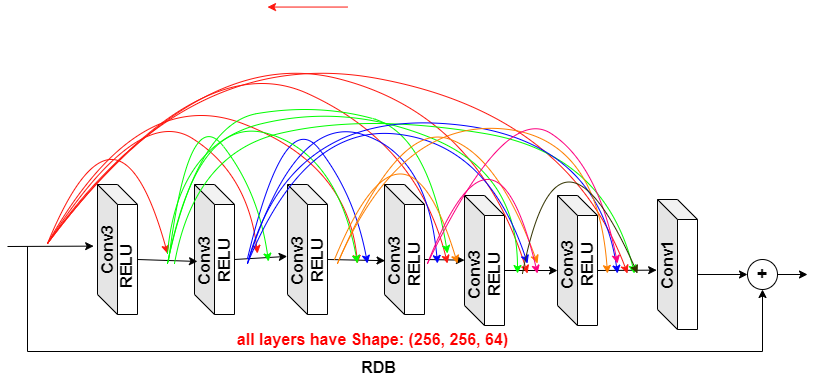 Conv3
RELU
Conv3
RELU
Conv3
RELU
Conv3
RELU
Conv3
RELU
Conv3
RELU
Conv1
+
all layers have Shape: (256, 256, 64)
RDB